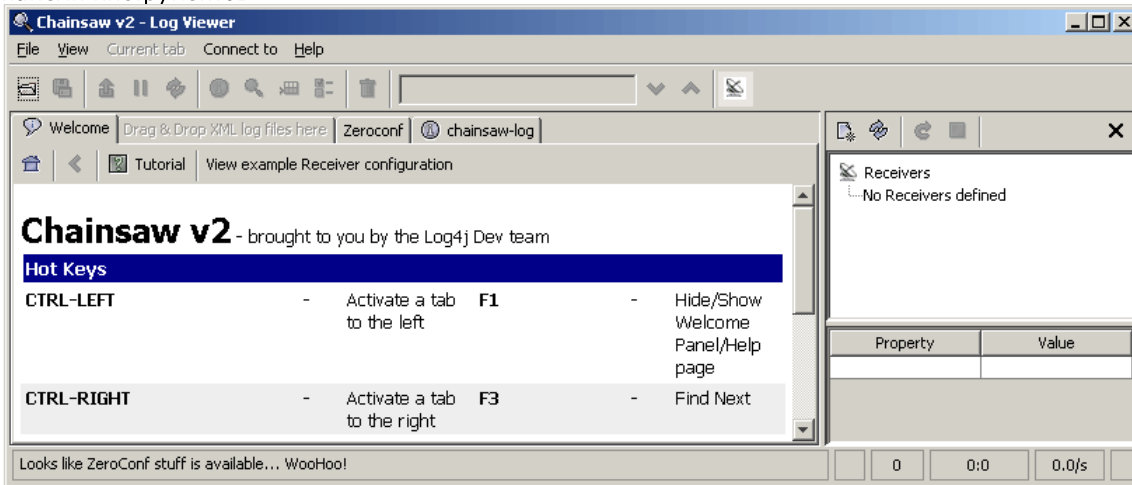 Chainsaw v2 - Log Viewer
File View Current tab Connect to Help
Welcome Drag & Drop XML log files here Zeroconf chainsaw-log
Tutorial View example Receiver configuration
Chainsaw v2 - brought to you by the Log4j Dev team
Hot Keys
CTRL-LEFT - Activate a tab F1 - Hide/Show
to the left Welcome
Panel/Help
page
CTRL-RIGHT - Activate a tab F3 - Find Next
to the right
Receivers
No Receivers defined
Property Value
Looks like ZeroConf stuff is available... WooHoo! 0 0:0 0.0/s